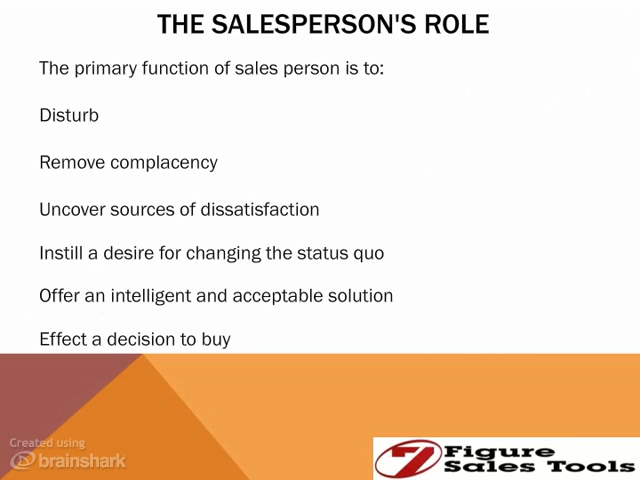 THE SALESPERSON'S ROLE
The primary function of sales person is to:
Disturb
Remove complacency
Uncover sources of dissatisfaction
Instill a desire for changing the status quo
Offer an intelligent and acceptable solution
Effect a decision to buy
Created using
brainshark
7 Figure
Sales Tools